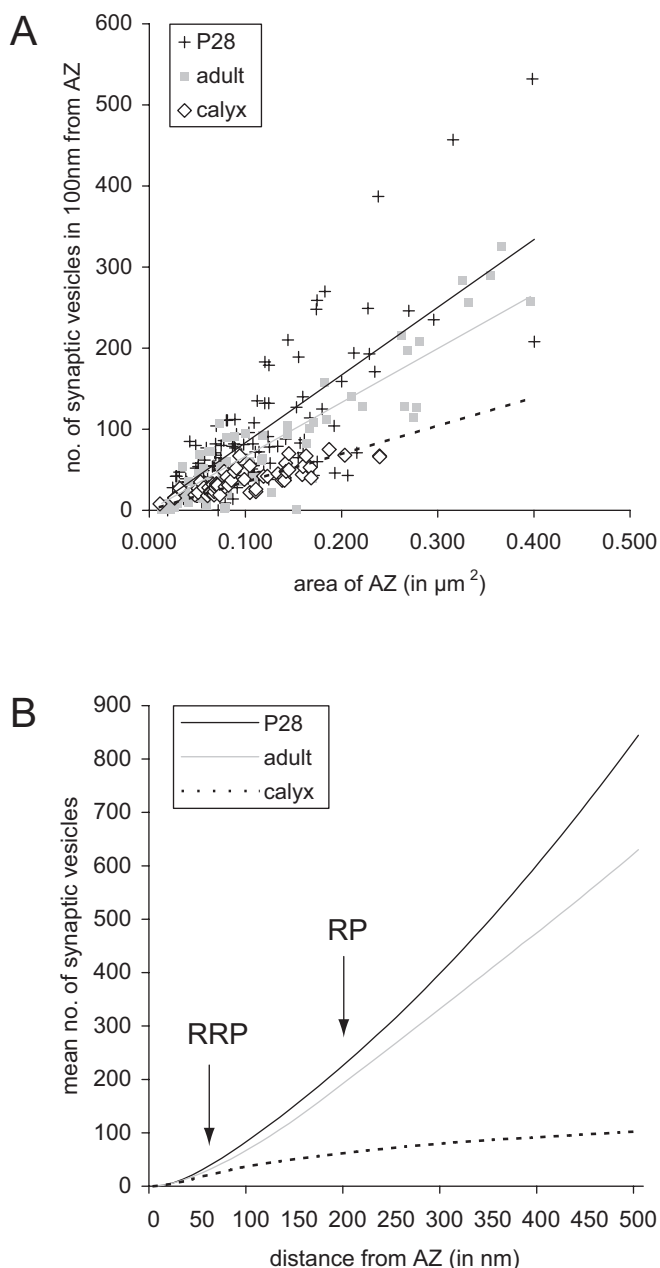 A
no. of synaptic vesicles in 100nm from AZ
600
500
400
300
200
100
0
P28
adult
calyx
0.000 0.100 0.200 0.300 0.400 0.500
area of AZ (in µm²)
B
mean no. of synaptic vesicles
900
800
700
600
500
400
300
200
100
0
P28
adult
calyx
RP
RRP
0 50 100 150 200 250 300 350 400 450 500
distance from AZ (in nm)